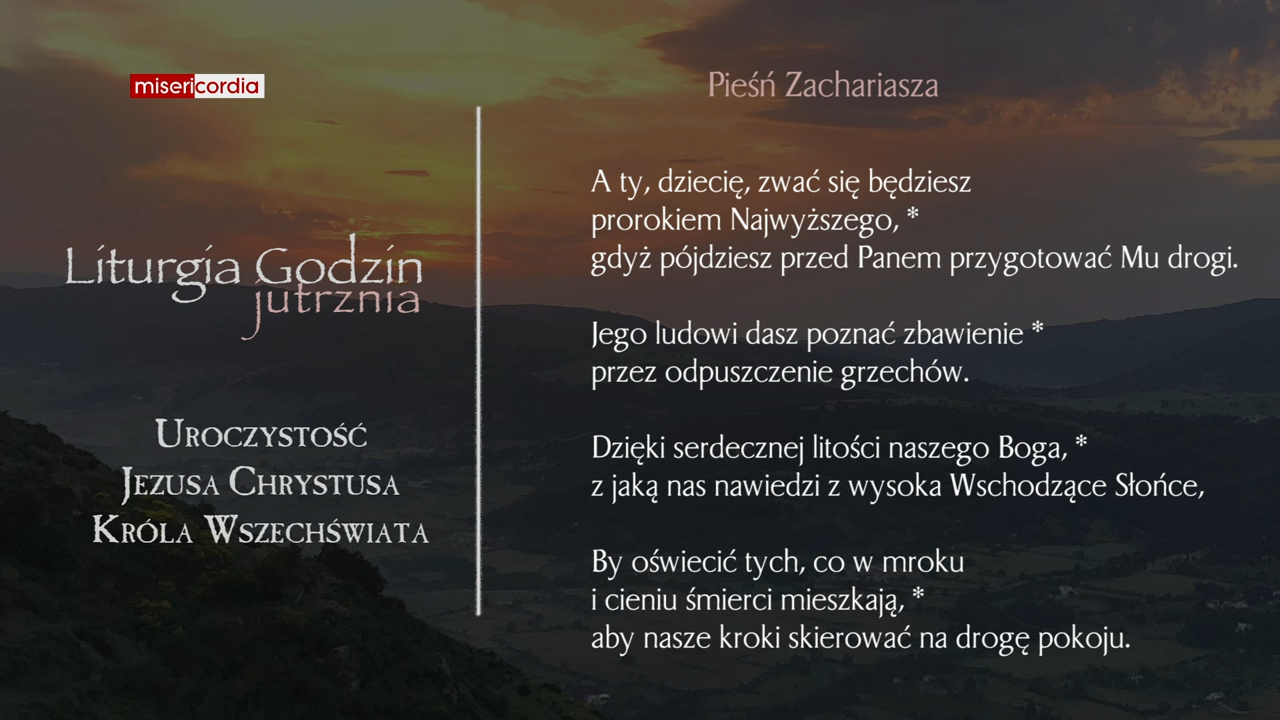 misericordia
Liturgia Godzin
jutrznia
Uroczystość
Jezusa Chrystusa
Króla Wszechświata
Pieśń Zachariasza
A ty, dziecię, zwać się będziesz
prorokiem Najwyższego, *
gdyż pójdziesz przed Panem przygotować Mu drogi.
Jego ludowi dasz poznać zbawienie *
przez odpuszczenie grzechów.
Dzięki serdecznej litości naszego Boga, *
z jaką nas nawiedzi z wysoka Wschodzące Słońce,
By oświecić tych, co w mroku
i cieniu śmierci mieszkają, *
aby nasze kroki skierować na drogę pokoju.